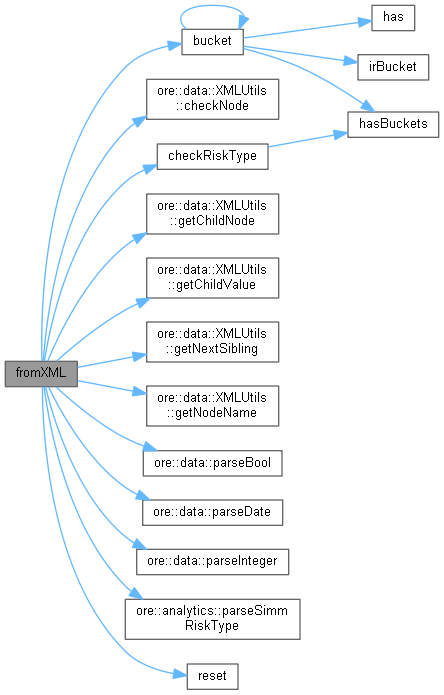 has
bucket
irBucket
ore::data::XMLUtils
::checkNode
hasBuckets
checkRiskType
ore::data::XMLUtils
::getChildNode
ore::data::XMLUtils
::getChildValue
ore::data::XMLUtils
::getNextSibling
fromXML
ore::data::XMLUtils
::getNodeName
ore::data::parseBool
ore::data::parseDate
ore::data::parseInteger
ore::analytics::parseSimm
RiskType
reset